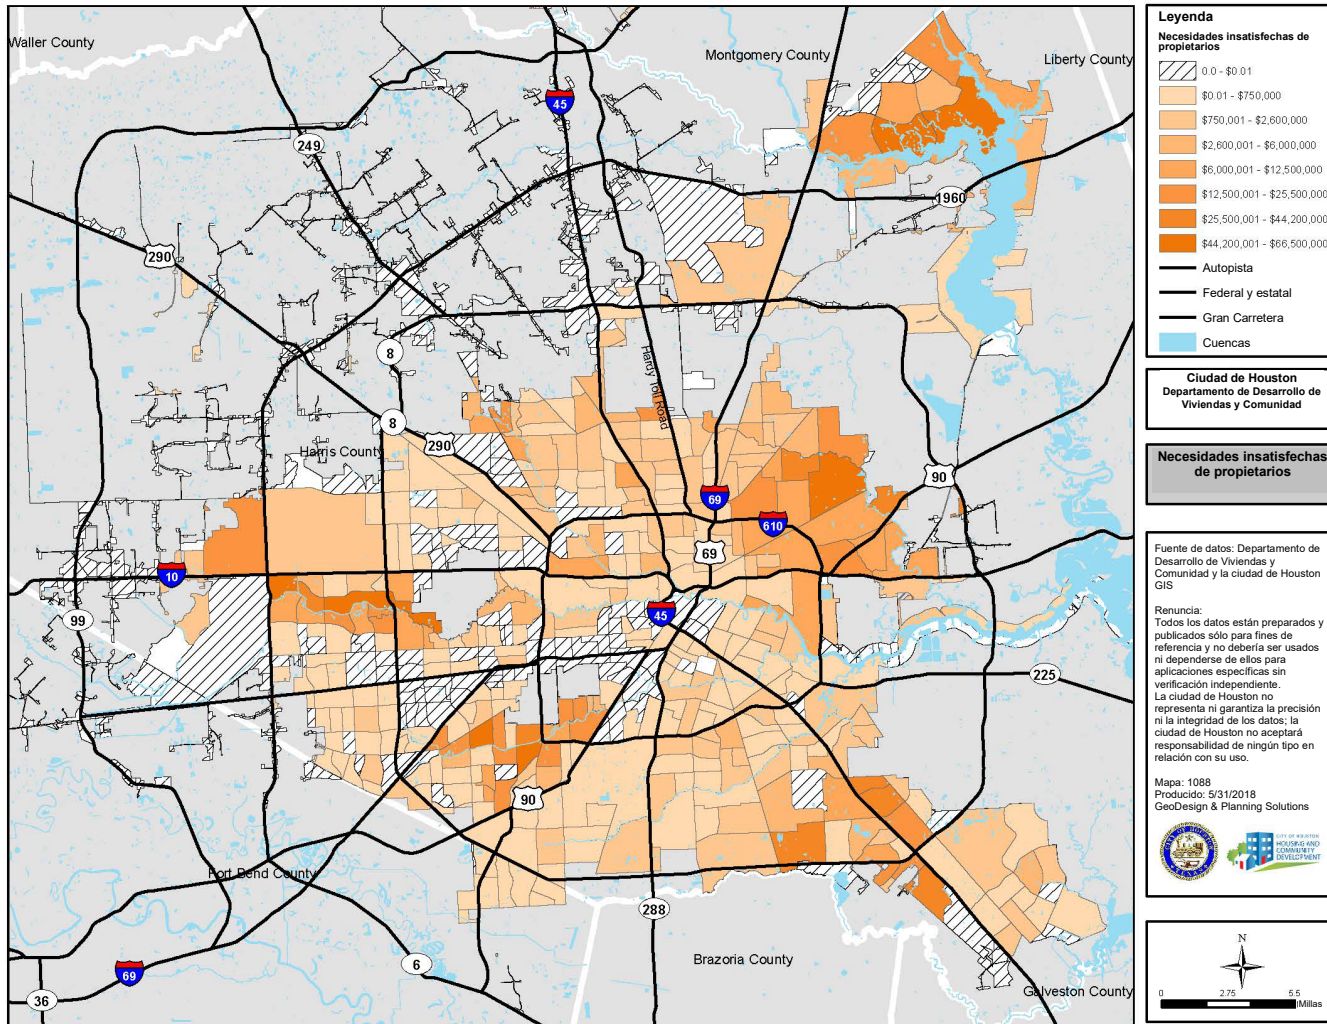 Waller County
Montgomery County
Liberty County
45
249
1960
290
8
Hardy Toll Road
8
290
Harris County
90
69
610
69
10
45
99
225
90
Fort Bend County
288
6
69
36
Brazoria County
Galveston County
Leyenda
Necesidades insatisfechas de
propietarios
0.0 - $0.01
$0.01 - $750,000
$750,001 - $2,600,000
$2,600,001 - $6,000,000
$6,000,001 - $12,500,000
$12,500,001 - $25,500,000
$25,500,001 - $44,200,000
$44,200,001 - $66,500,000
Autopista
Federal y estatal
Gran Carretera
Cuencas
Ciudad de Houston
Departamento de Desarrollo de
Viviendas y Comunidad
Necesidades insatisfechas
de propietarios
Fuente de datos: Departamento de
Desarrollo de Viviendas y
Comunidad y la ciudad de Houston
GIS
Renuncia:
Todos los datos están preparados y
publicados sólo para fines de
referencia y no debería ser usados
ni dependerse de ellos para
aplicaciones específicas sin
verificación independiente.
La ciudad de Houston no
representa ni garantiza la precisión
ni la integridad de los datos; la
ciudad de Houston no aceptará
responsabilidad de ningún tipo en
relación con su uso.
Mapa: 1088
Producido: 5/31/2018
GeoDesign & Planning Solutions
CITY OF HOUSTON
HOUSING AND
COMMUNITY
DEVELOPMENT
N
0 2.75 5.5
Millas